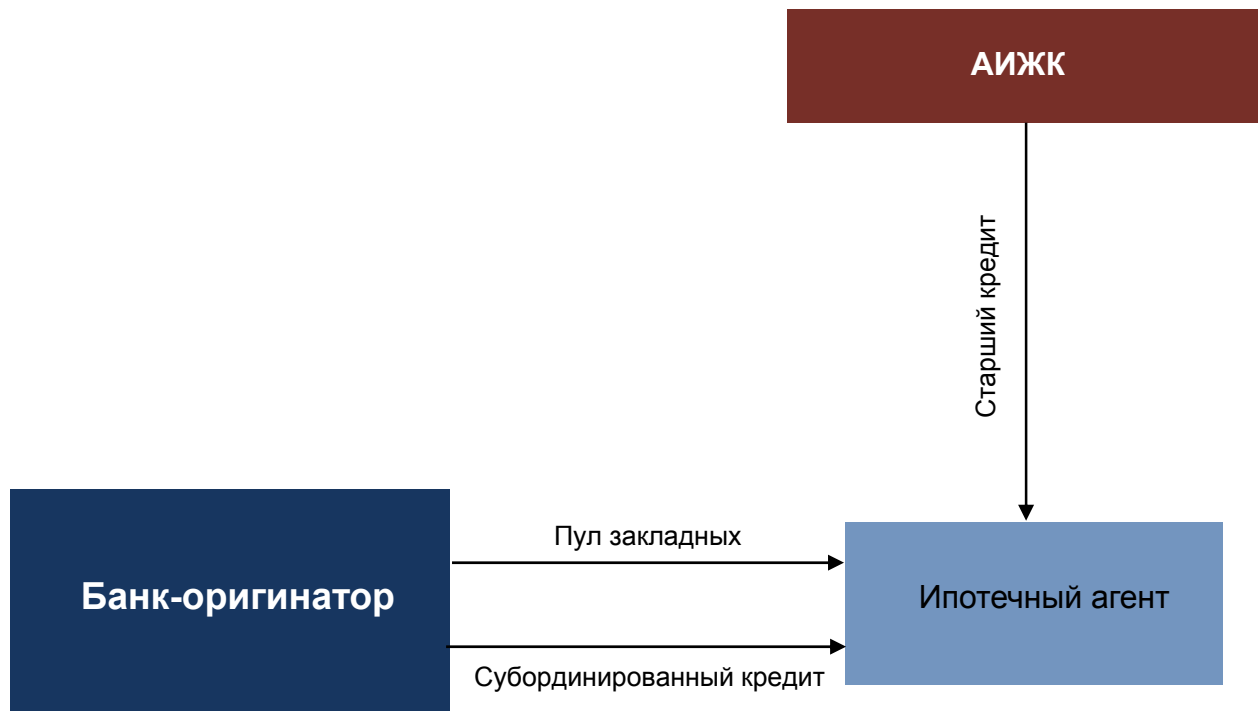 АИЖК
Старший кредит
Пул закладных
Банк-оригинатор
Ипотечный агент
Субординированный кредит